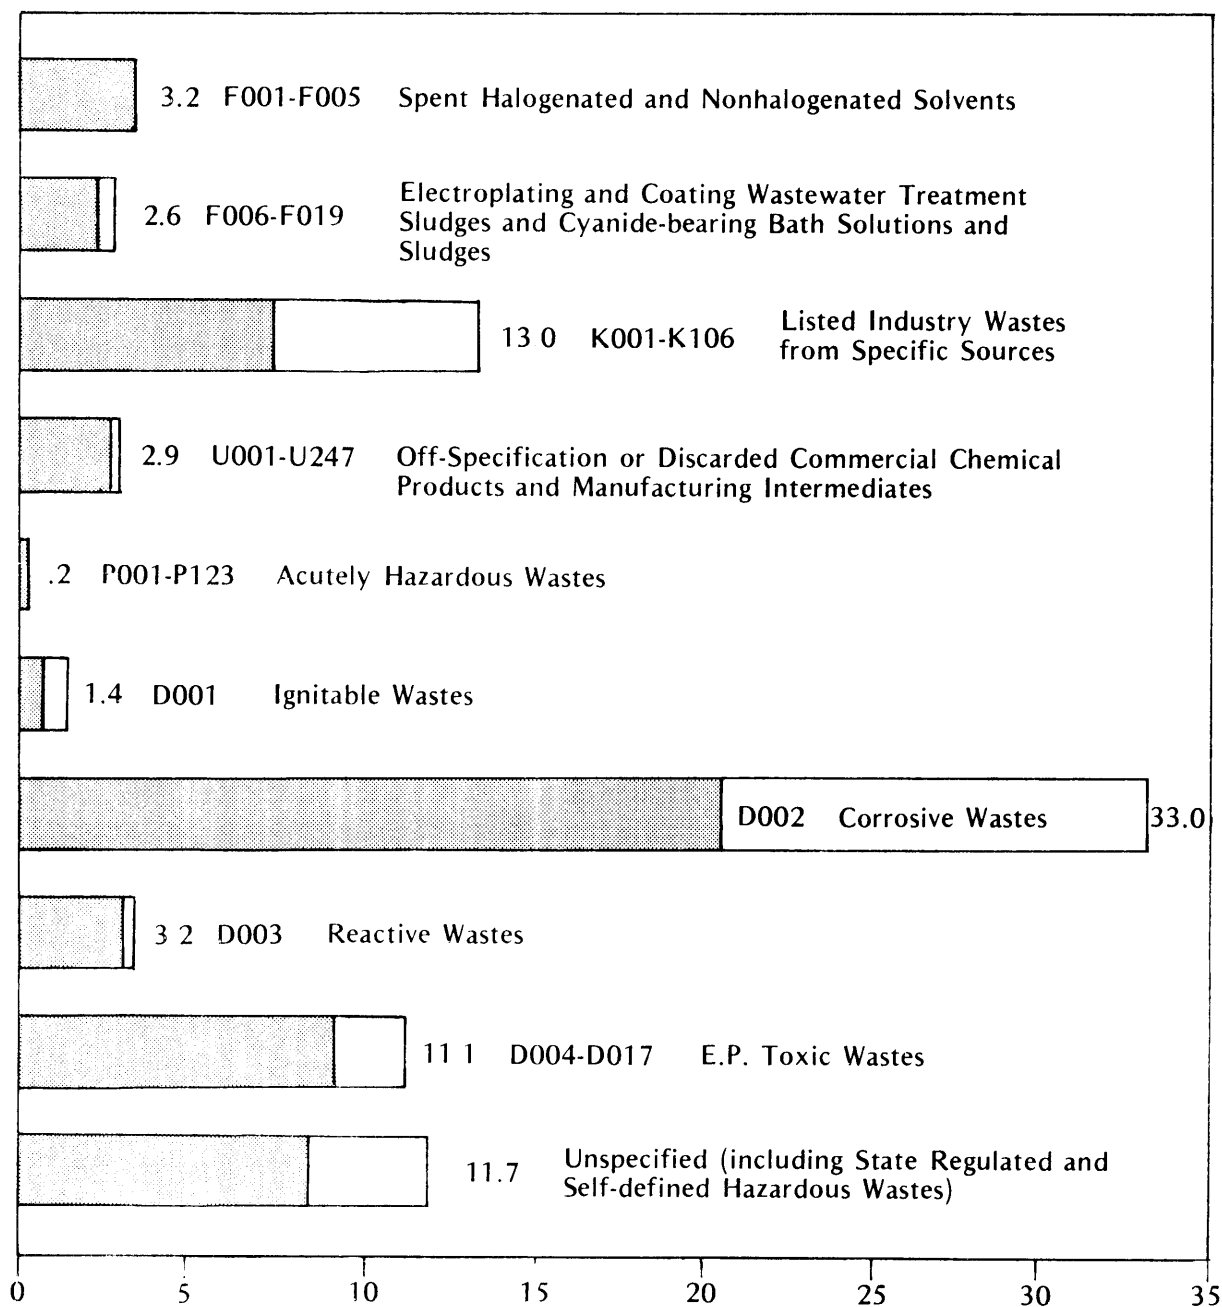 3.2 F001-F005 Spent Halogenated and Nonhalogenated Solvents
2.6 F006-F019 Electroplating and Coating Wastewater Treatment
Sludges and Cyanide-bearing Bath Solutions and
Sludges
13 0 K001-K106 Listed Industry Wastes
from Specific Sources
2.9 U001-U247 Off-Specification or Discarded Commercial Chemical
Products and Manufacturing Intermediates
.2 P001-P123 Acutely Hazardous Wastes
1.4 D001 Ignitable Wastes
D002 Corrosive Wastes 33.0
3 2 D003 Reactive Wastes
11 1 D004-D017 E.P. Toxic Wastes
11.7 Unspecified (including State Regulated and
Self-defined Hazardous Wastes)
0 5 10 15 20 25 30 35